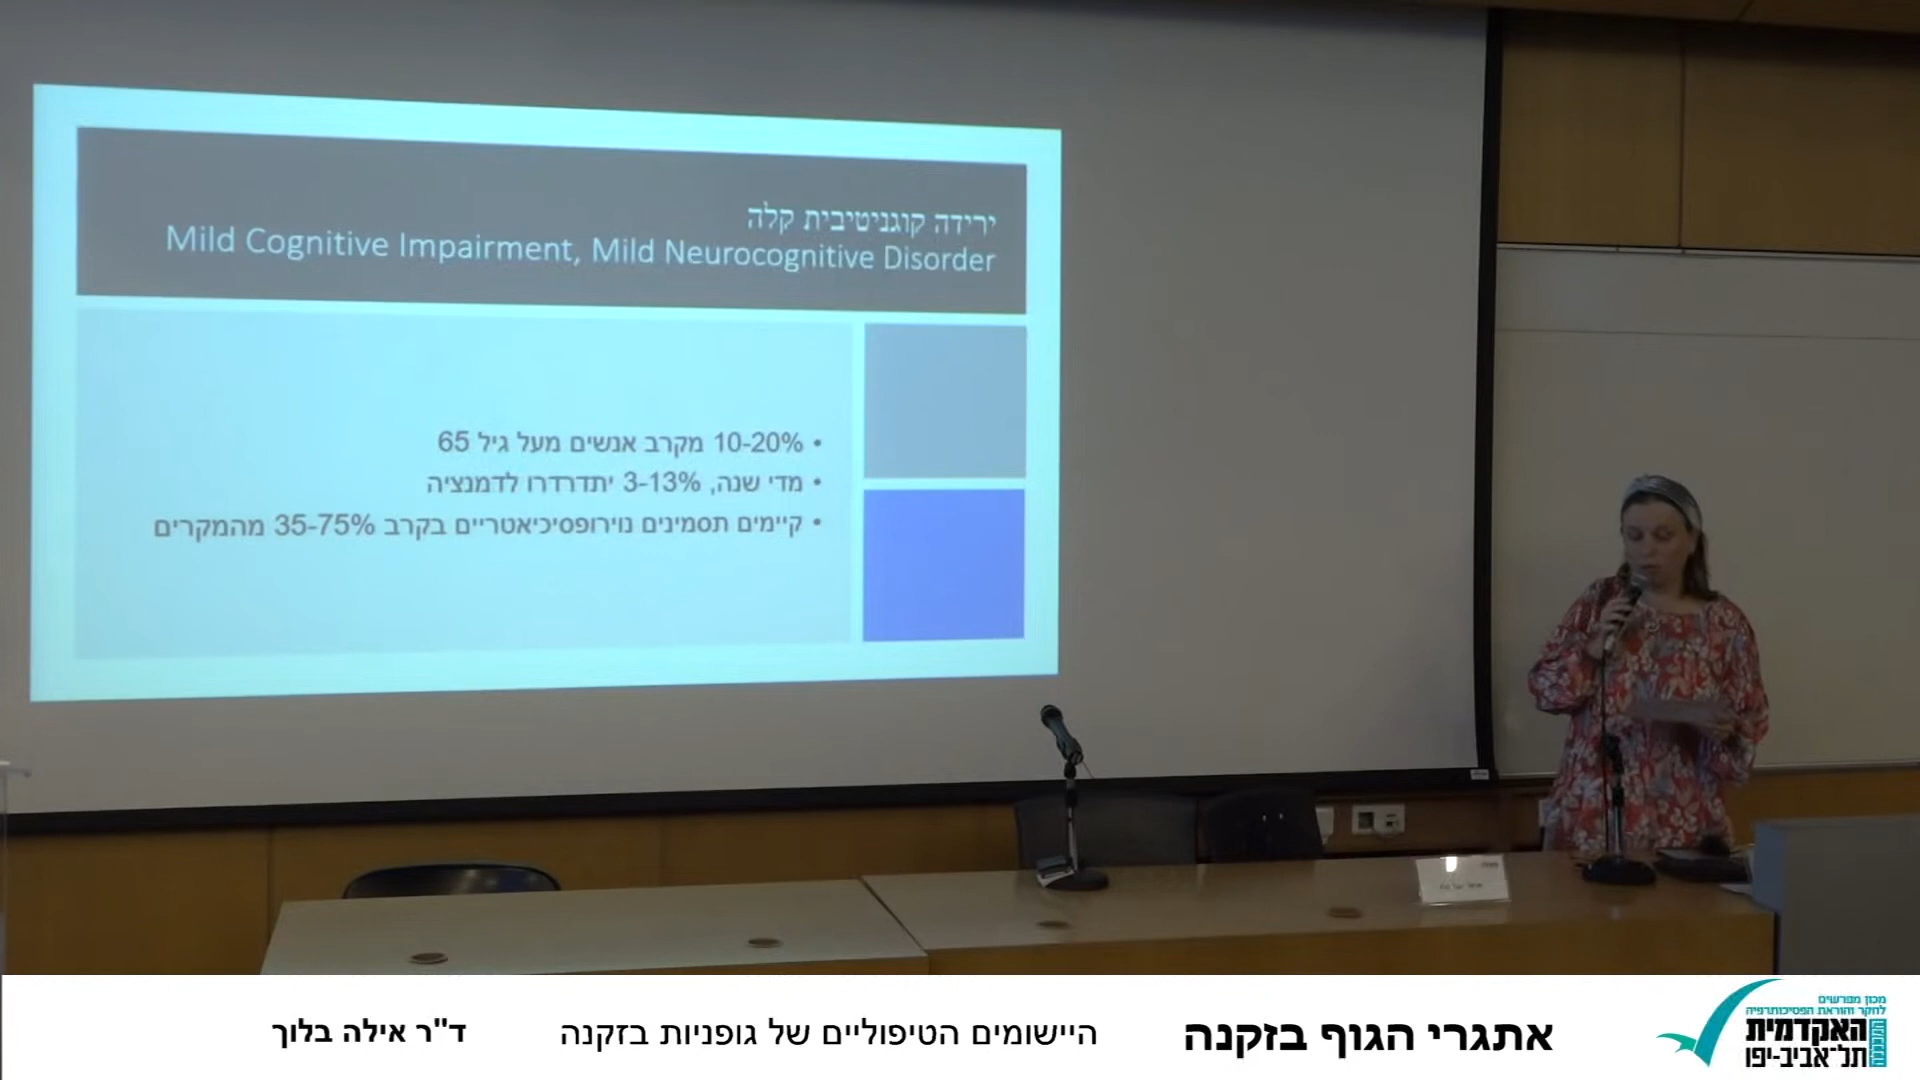 ירידה קוגניטיבית קלה
Mild Cognitive Impairment, Mild Neurocognitive Disorder
• 10-20% מקרב אנשים מעל גיל 65
• מדי שנה, 3-13% יתדרדרו לדמנציה
• קיימים תסמינים נוירופסיכיאטריים בקרב 35-75% מהמקרים
אתגרי הגוף בזקנה
היישומים הטיפוליים של גופניות בזקנה
ד"ר אילה בלוך
מכון מפרשים
לחקר והוראת הפסיכותרפיה
האקדמית
תל־אביב-יפו